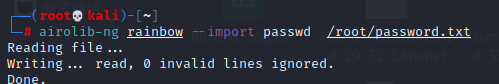 (root💀kali)-[~]
# airolib-ng rainbow --import passwd /root/password.txt
Reading file...
Writing... read, 0 invalid lines ignored.
Done.